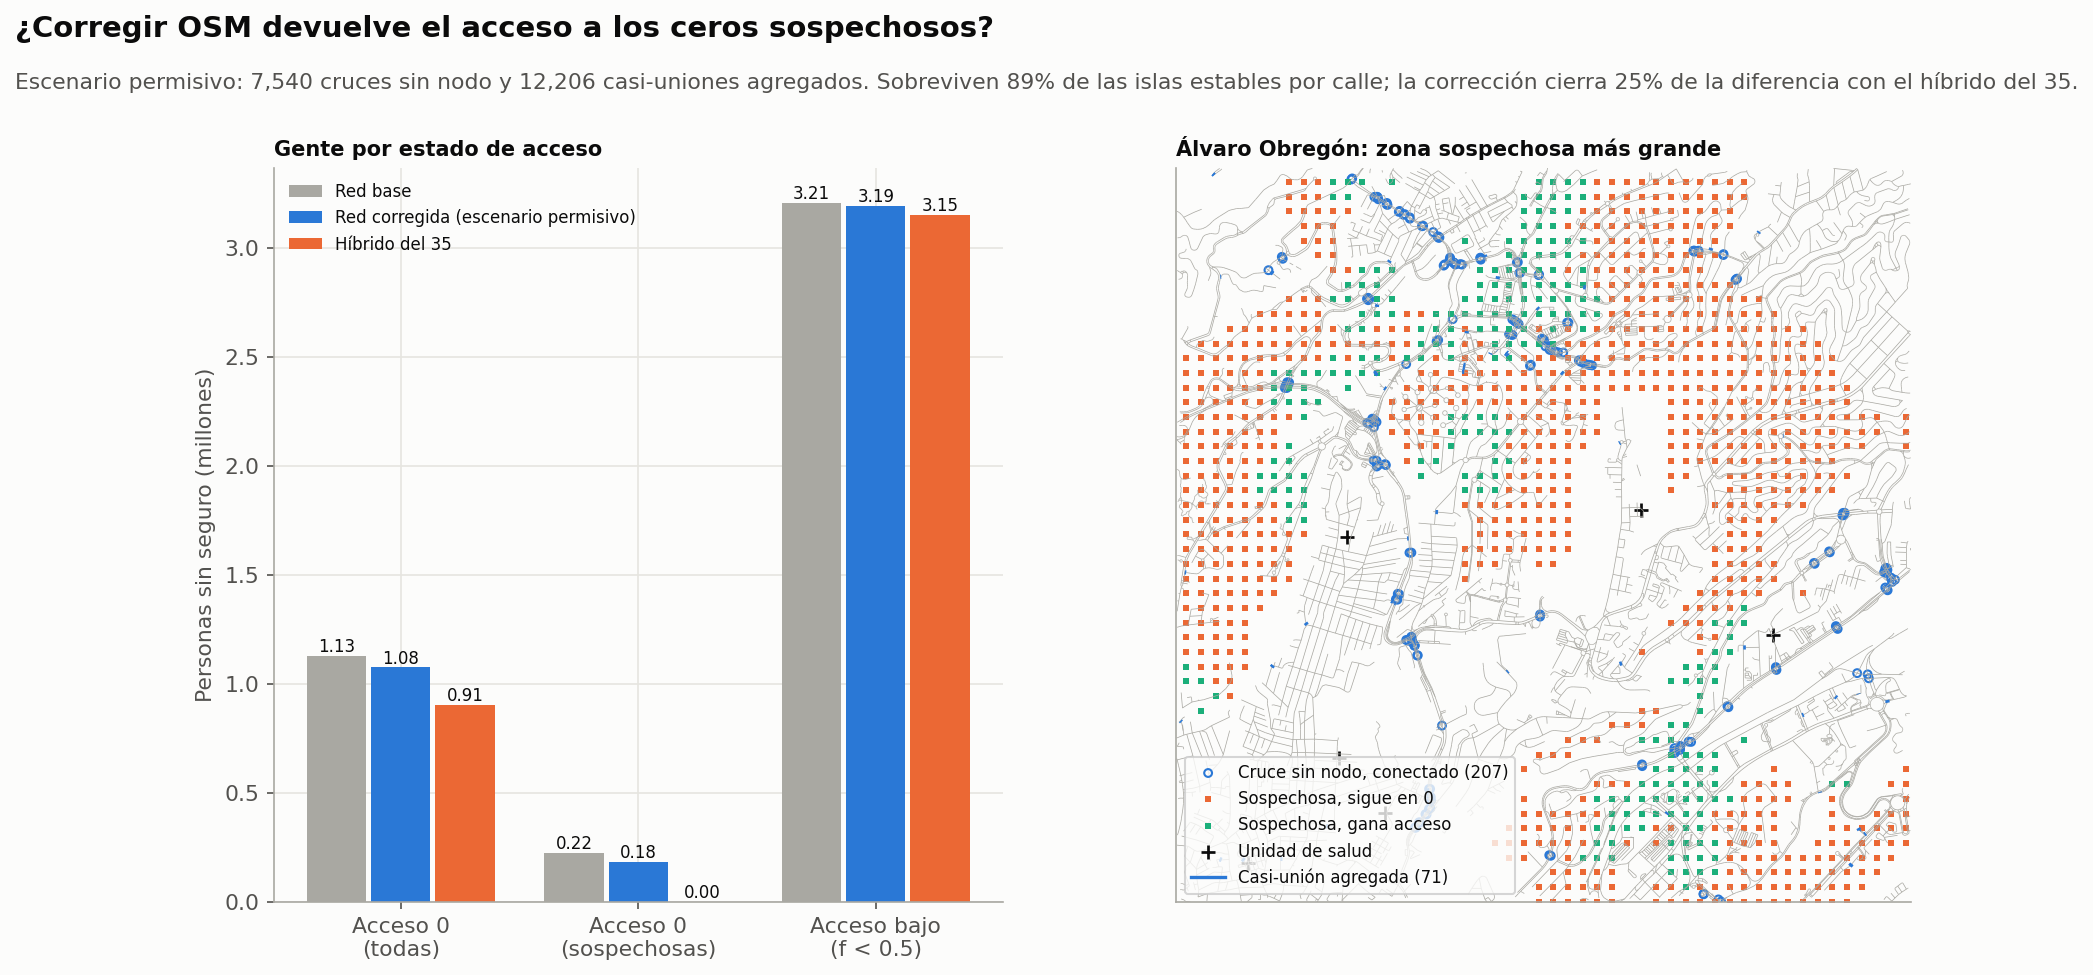 ¿Corregir OSM devuelve el acceso a los ceros sospechosos?
Escenario permisivo: 7,540 cruces sin nodo y 12,206 casi-uniones agregados. Sobreviven 89% de las islas estables por calle; la corrección cierra 25% de la diferencia con el híbrido del 35.
Gente por estado de acceso
Red base
Red corregida (escenario permisivo)
Híbrido del 35
Personas sin seguro (millones)
3.0
2.5
2.0
1.5
1.0
0.5
0.0
1.13
1.08
0.91
0.22
0.18
0.00
3.21
3.19
3.15
Acceso 0
(todas)
Acceso 0
(sospechosas)
Acceso bajo
(f < 0.5)
Álvaro Obregón: zona sospechosa más grande
Cruce sin nodo, conectado (207)
Sospechosa, sigue en 0
Sospechosa, gana acceso
Unidad de salud
Casi-unión agregada (71)